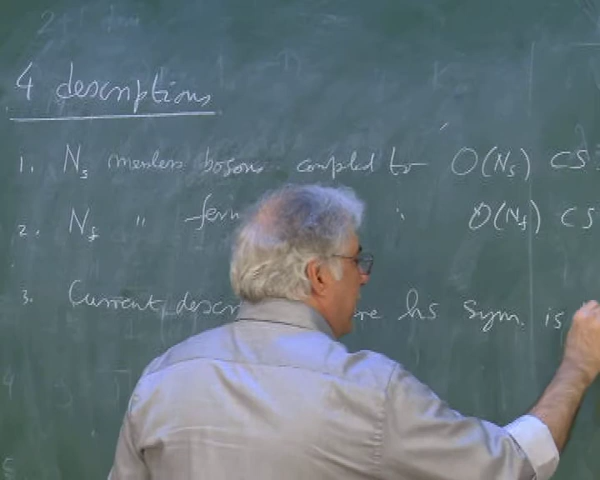 4 descriptions
1. N_s massless bosons coupled to O(N_s) CS
2. N_f " ferm O(N_f) CS
3. Current descr re hs sym. is